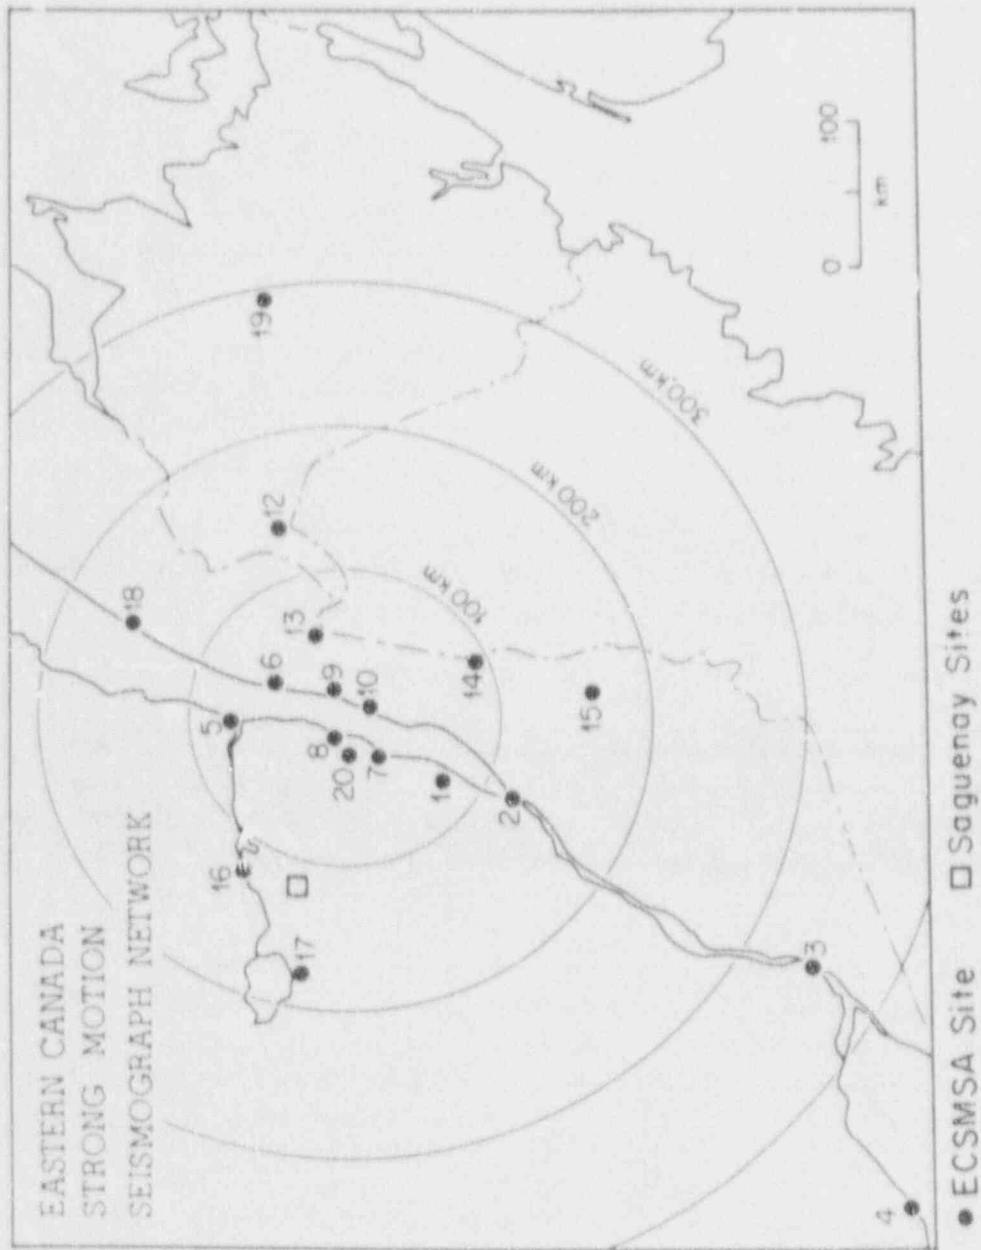 EASTERN CANADA
STRONG MOTION
SEISMOGRAPH NETWORK
18
19
5
6
12
16
13
8
9
17
20
10
7
100 km
1
14
200 km
2
15
300 km
3
4
0 100
km
● ECSMSA Site □ Saguenay Sites